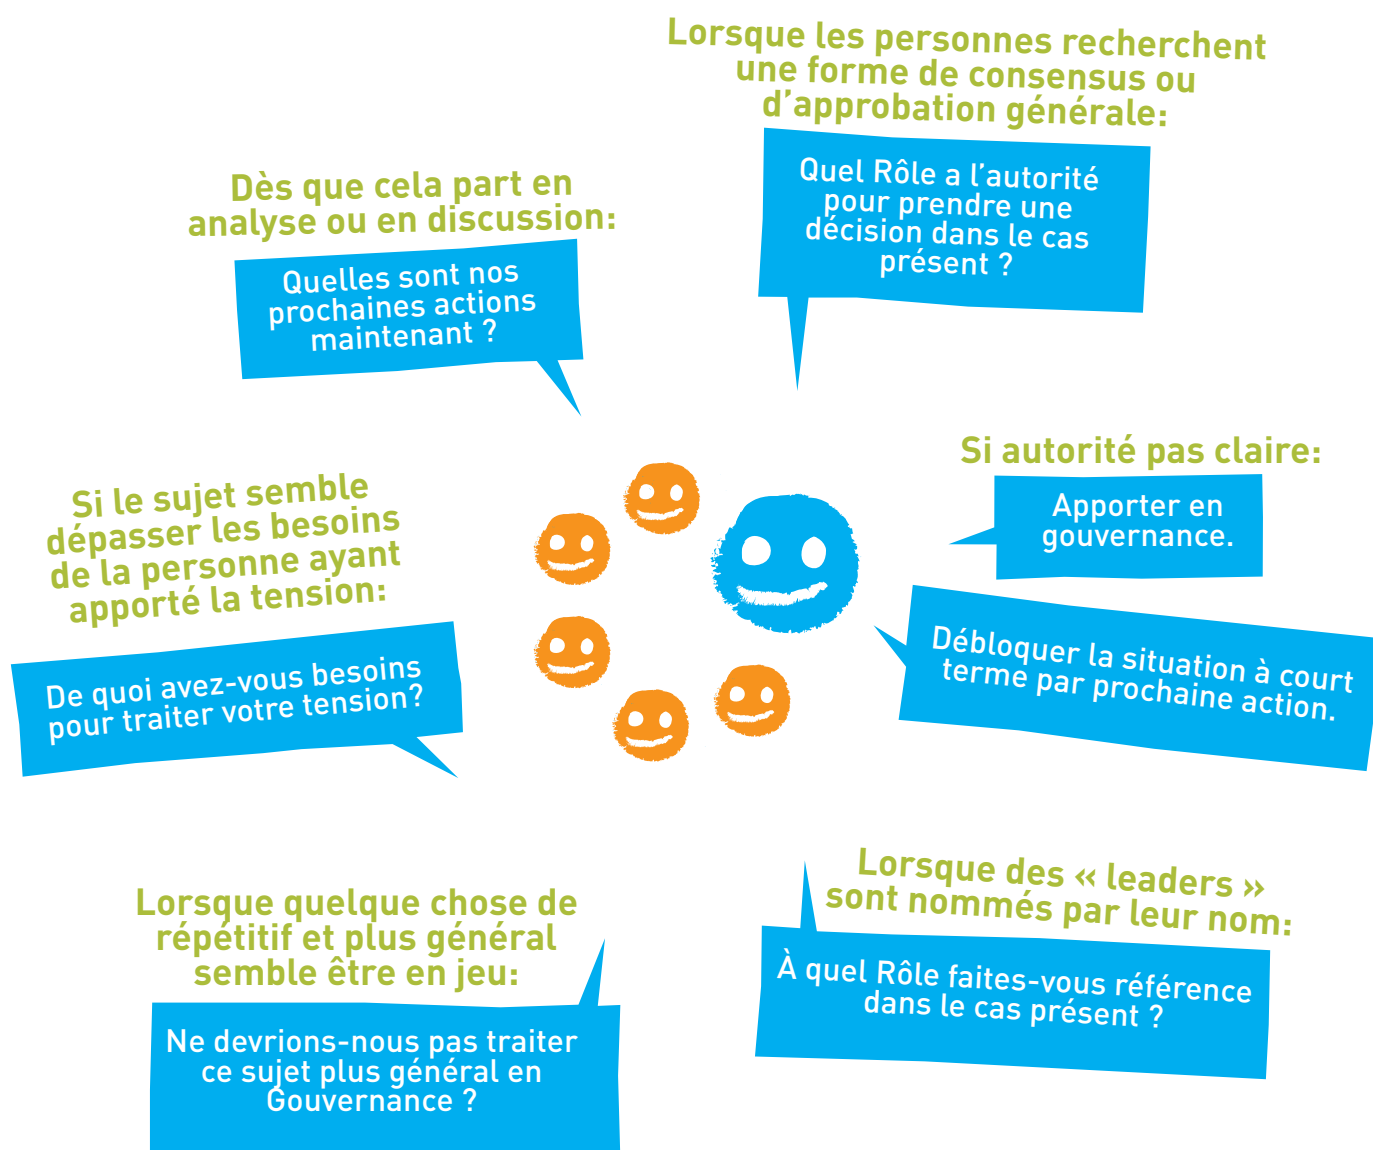 Lorsque les personnes recherchent
une forme de consensus ou
d’approbation générale:
Quel Rôle a l’autorité
pour prendre une
décision dans le cas
présent ?
Dès que cela part en
analyse ou en discussion:
Quelles sont nos
prochaines actions
maintenant ?
Si autorité pas claire:
Apporter en
gouvernance.
Débloquer la situation à court
terme par prochaine action.
Si le sujet semble
dépasser les besoins
de la personne ayant
apporté la tension:
De quoi avez-vous besoins
pour traiter votre tension?
Lorsque des « leaders »
sont nommés par leur nom:
À quel Rôle faites-vous référence
dans le cas présent ?
Lorsque quelque chose de
répétitif et plus général
semble être en jeu:
Ne devrions-nous pas traiter
ce sujet plus général en
Gouvernance ?